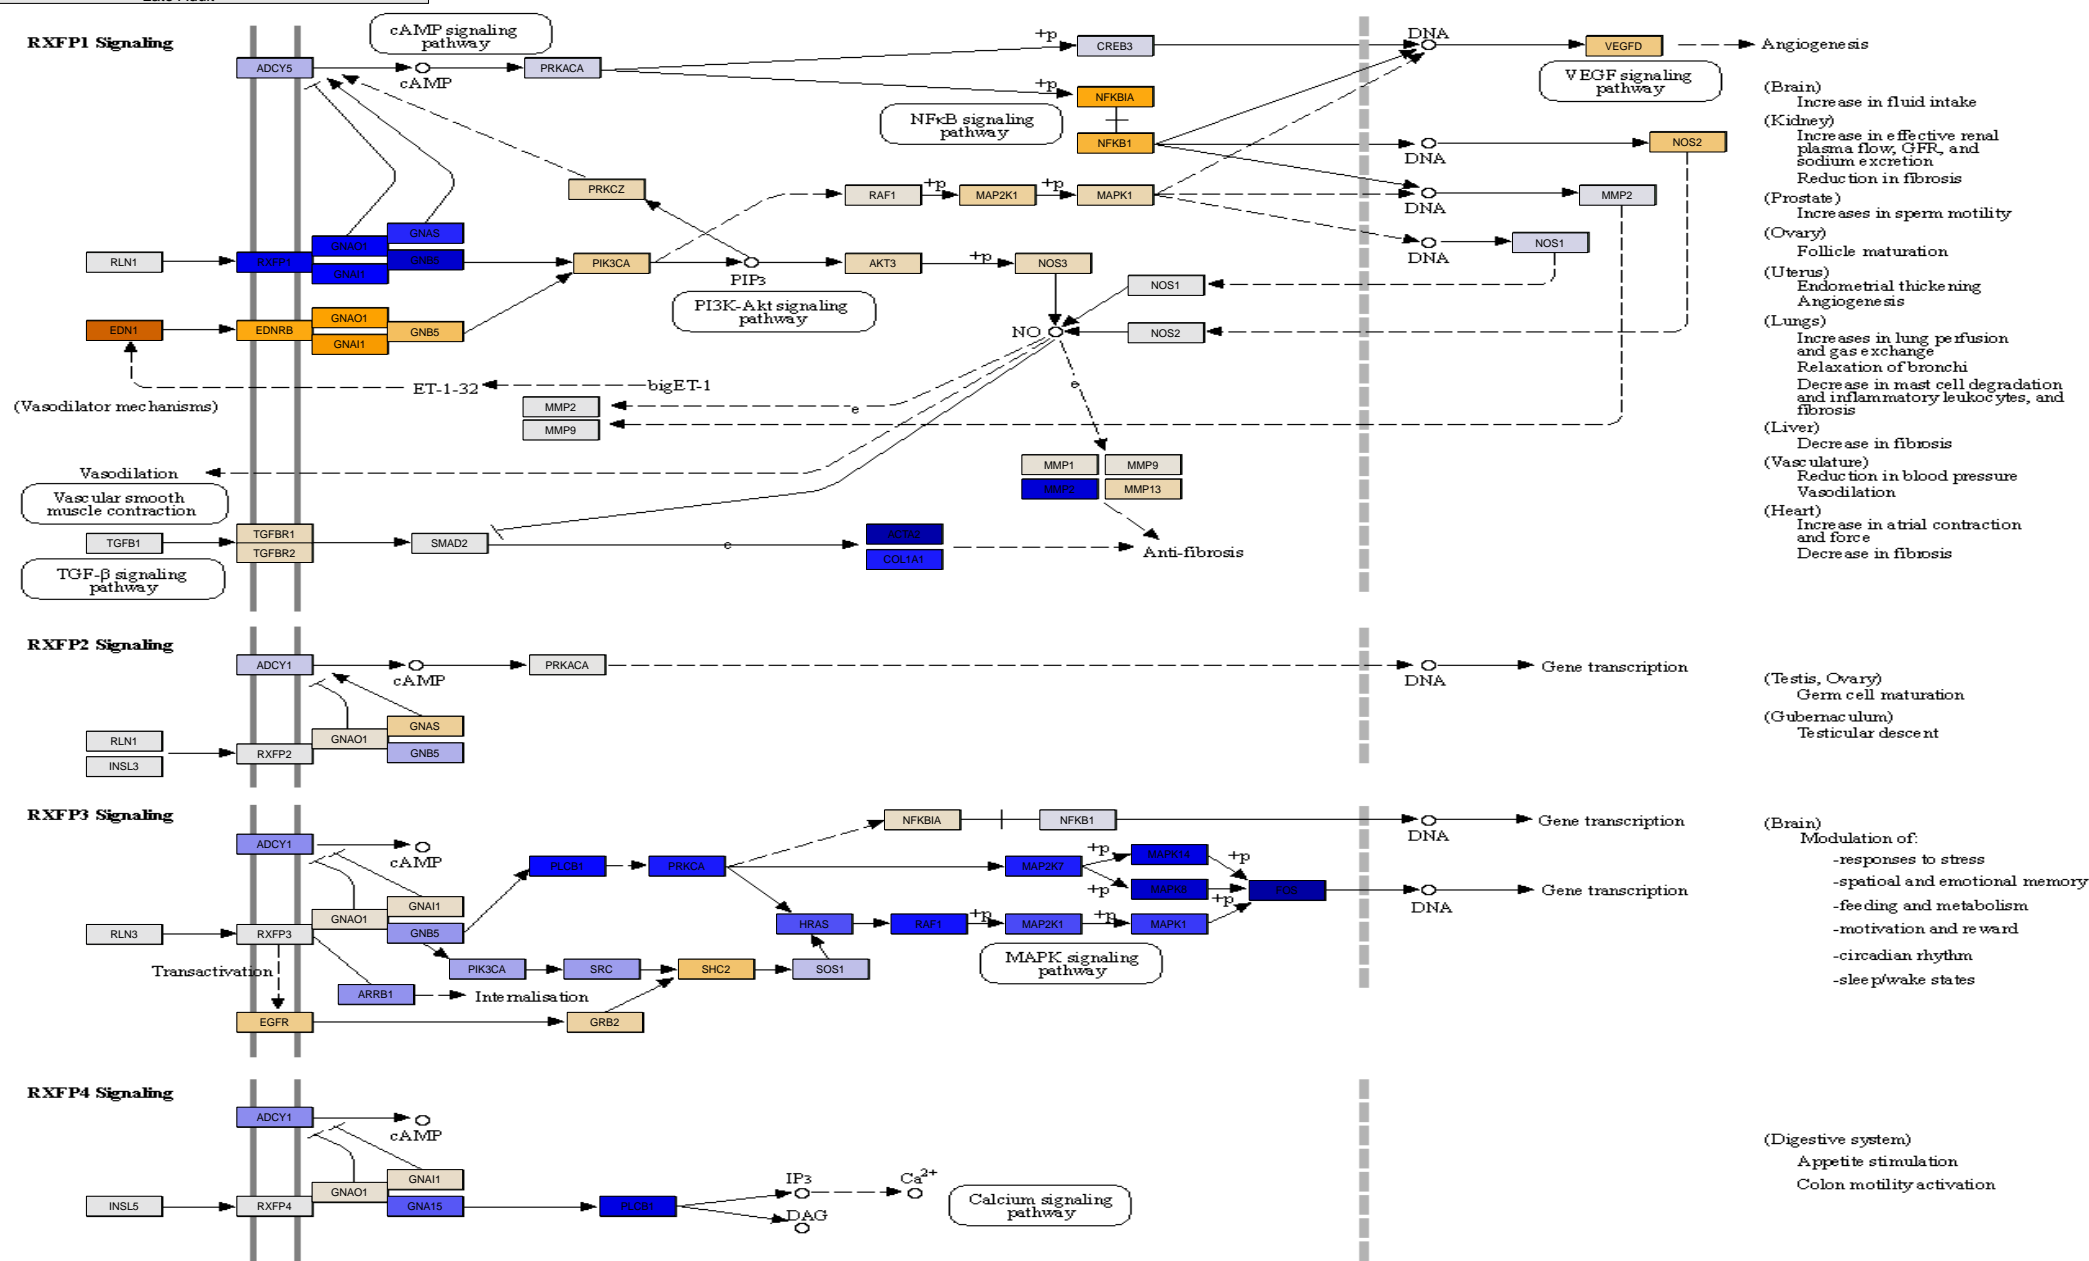 Late Adult
RXFP1 Signaling
cAMP signaling
pathway
ADCY5
cAMP
PRKACA
+p
CREB3
DNA
VEGFD
Angiogenesis
VEGF signaling
pathway
+p
NFKBIA
NFκB signaling
pathway
NFKB1
DNA
NOS2
PRKCZ
RAF1
+p
MAP2K1
+p
MAPK1
DNA
MMP2
DNA
NOS1
RLN1
RXFP1
GNAO1
GNAI1
GNAS
GNB5
PIK3CA
PIP3
AKT3
+p
NOS3
PI3K-Akt signaling
pathway
NOS1
NOS2
NO
EDN1
EDNRB
GNAO1
GNAI1
GNB5
ET-1-32
bigET-1
(Vasodilator mechanisms)
MMP2
MMP9
e
e
Vasodilation
Vascular smooth
muscle contraction
MMP1
MMP9
MMP2
MMP13
TGFB1
TGFBR1
TGFBR2
SMAD2
e
ACTA2
COL1A1
Anti-fibrosis
TGF-β signaling
pathway
(Brain)
Increase in fluid intake
(Kidney)
Increase in effective renal
plasma flow, GFR, and
sodium excretion
Reduction in fibrosis
(Prostate)
Increases in sperm motility
(Ovary)
Follicle maturation
(Uterus)
Endometrial thickening
Angiogenesis
(Lungs)
Increases in lung perfusion
and gas exchange
Relaxation of bronchi
Decrease in mast cell degradation
and inflammatory leukocytes, and
fibrosis
(Liver)
Decrease in fibrosis
(Vasculature)
Reduction in blood pressure
Vasodilation
(Heart)
Increase in atrial contraction
and force
Decrease in fibrosis
RXFP2 Signaling
ADCY1
cAMP
PRKACA
DNA
Gene transcription
RLN1
INSL3
RXFP2
GNAO1
GNAS
GNB5
(Testis, Ovary)
Germ cell maturation
(Gubernaculum)
Testicular descent
RXFP3 Signaling
ADCY1
cAMP
PLCB1
PRKCA
NFKBIA
NFKB1
DNA
Gene transcription
MAP2K7
+p
MAPK14
+p
+p
MAPK8
FOS
DNA
Gene transcription
RLN3
RXFP3
GNAO1
GNAI1
GNB5
HRAS
RAF1
+p
MAP2K1
+p
MAPK1
+p
MAPK signaling
pathway
Transactivation
PIK3CA
SRC
SHC2
SOS1
ARRB1
Internalisation
EGFR
GRB2
(Brain)
Modulation of:
-responses to stress
-spatioal and emotional memory
-feeding and metabolism
-motivation and reward
-circadian rhythm
-sleep/wake states
RXFP4 Signaling
ADCY1
cAMP
INSL5
RXFP4
GNAO1
GNAI1
GNA15
PLCB1
IP3
Ca2+
DAG
Calcium signaling
pathway
(Digestive system)
Appetite stimulation
Colon motility activation